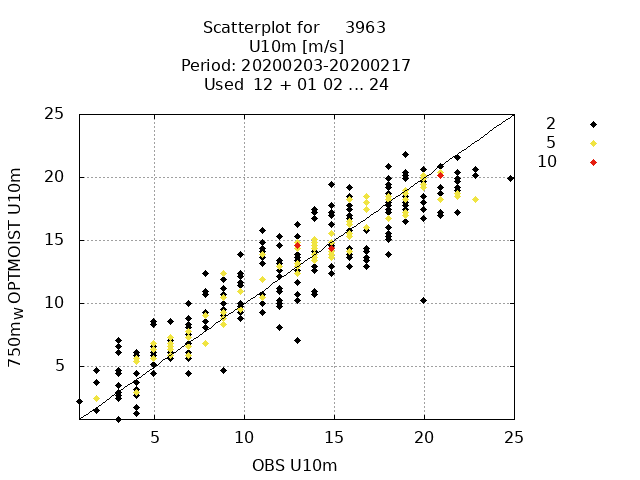 Scatterplot for 3963
U10m [m/s]
Period: 20200203-20200217
Used 12 + 01 02 ... 24
2
5
10
25
20
15
10
5
750mw OPTMOIST U10m
5 10 15 20 25
OBS U10m